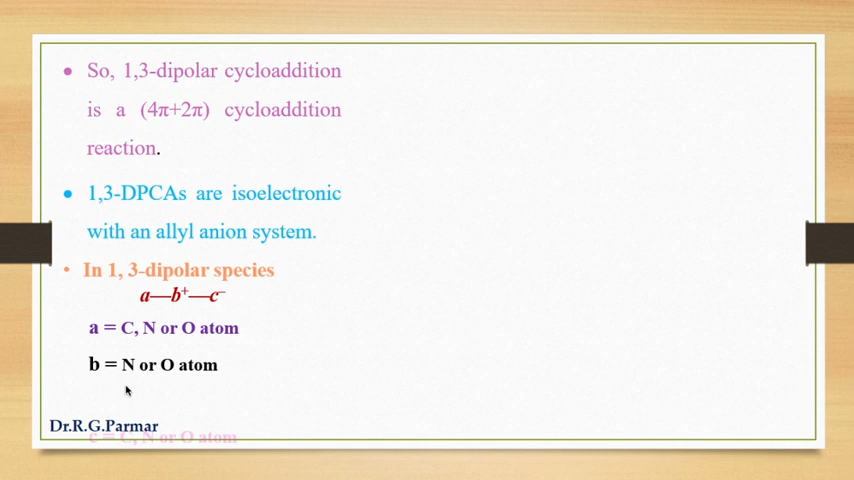 So, 1,3-dipolar cycloaddition
is a (4π+2π) cycloaddition
reaction.
1,3-DPCAs are isoelectronic
with an allyl anion system.
In 1, 3-dipolar species
a—b⁺—c⁻
a = C, N or O atom
b = N or O atom
Dr.R.G.Parmar
c = C, N or O atom